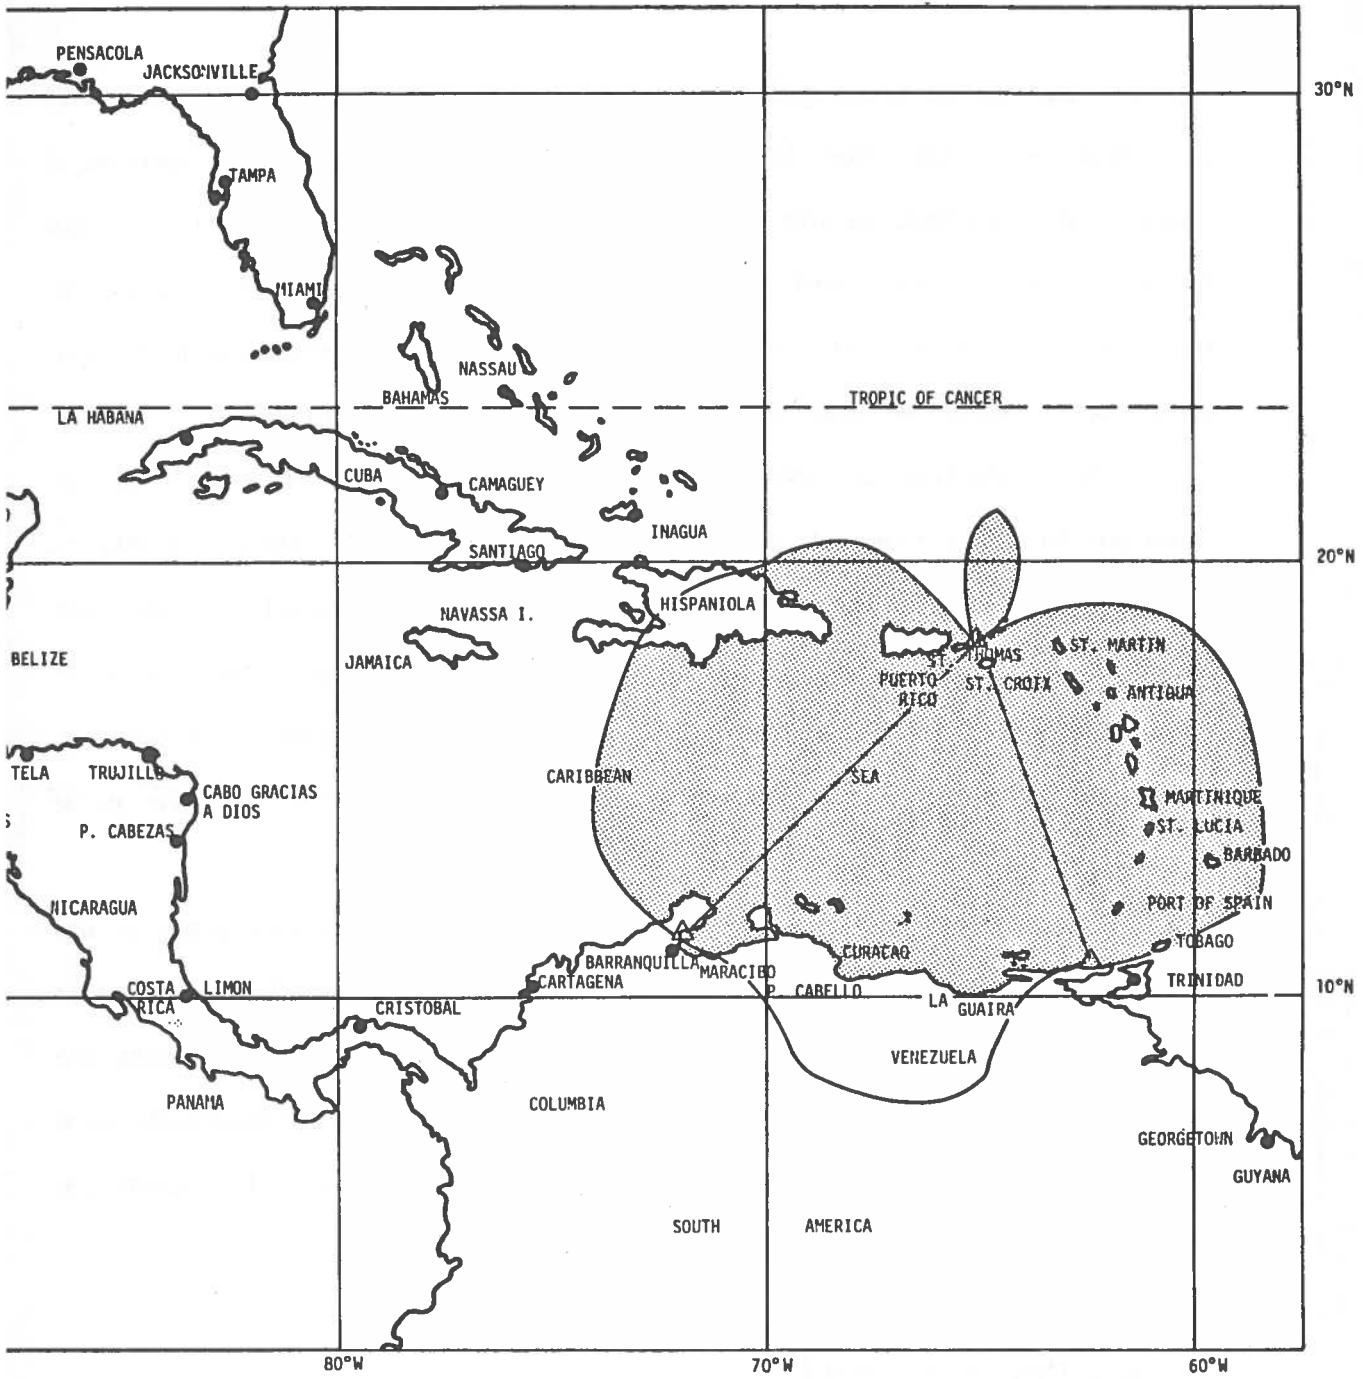 PENSACOLA
JACKSONVILLE
30°N
TAMPA
MIAMI
NASSAU
BAHAMAS
TROPIC OF CANCER
LA HABANA
CUBA
CAMAGUEY
INAGUA
SANTIAGO
20°N
HISPANIOLA
NAVASSA I.
JAMAICA
BELIZE
ST. THOMAS
ST. MARTIN
PUERTO
RICO
ST. CROIX
ANTIGUA
TELA
TRUJILLO
CARIBBEAN
SEA
CABO GRACIAS
A DIOS
MARTINIQUE
S
P. CABEZAS
ST. LUCIA
BARBADO
NICARAGUA
PORT OF SPAIN
TOBAGO
CURACAO
BARRANQUILLA
MARACIBO
CARTAGENA
TRINIDAD
COSTA
RICA
LIMON
P. CABELLO
10°N
CRISTOBAL
LA GUAIRA
VENEZUELA
PANAMA
COLUMBIA
GEORGETOWN
GUYANA
SOUTH AMERICA
80°W
70°W
60°W